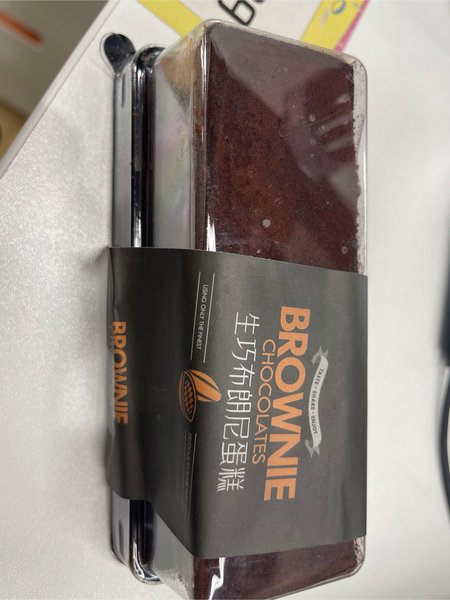 TASTE • SHARE • ENJOY
BROWNIE
CHOCOLATES
生巧布朗尼蛋糕
USING ONLY THE FINEST
BROWNIE